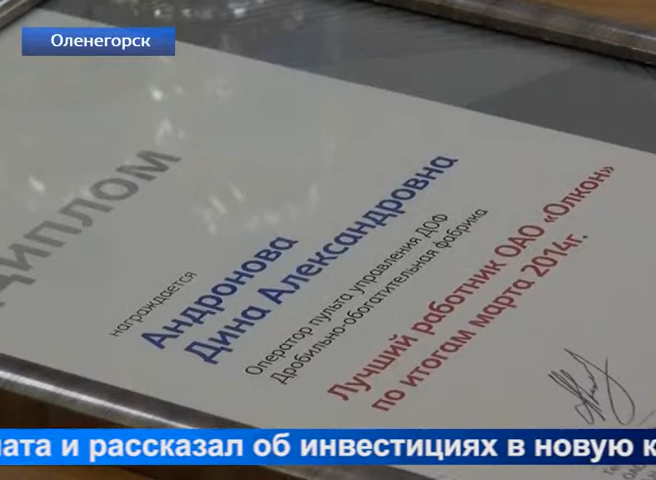 Оленегорск
ДИПЛОМ
награждается
Андронова
Дина Александровна
Оператор пульта управления ДОФ
Дробильно-обогатительная фабрика
Лучший работник ОАО «Олкон»
по итогам марта 2014г.
и рассказал об инвестициях в новую